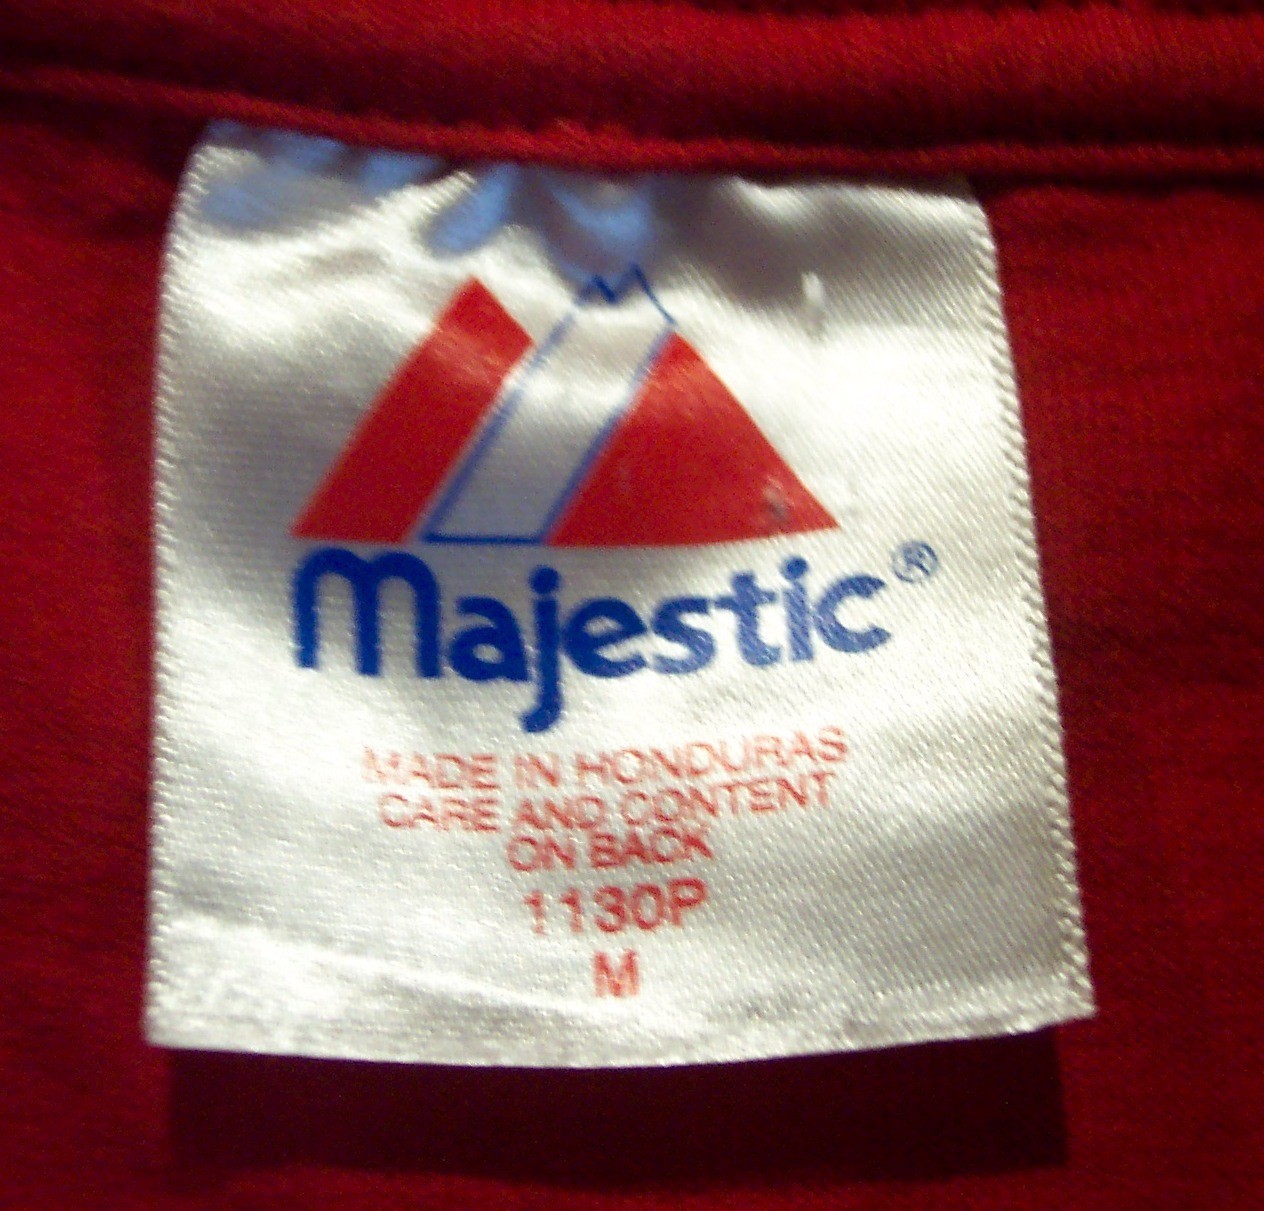 Majestic®
MADE IN HONDURAS
CARE AND CONTENT
ON BACK
1130P
M